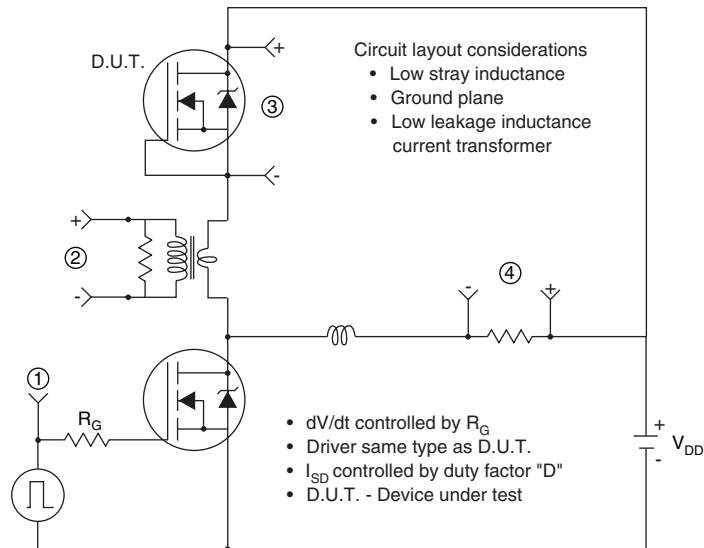 D.U.T.
+
③
-
Circuit layout considerations
• Low stray inductance
• Ground plane
• Low leakage inductance
current transformer
+
②
-
④
-
+
①
R_G
• dV/dt controlled by R_G
• Driver same type as D.U.T.
• I_SD controlled by duty factor "D"
• D.U.T. - Device under test
+
V_DD
-